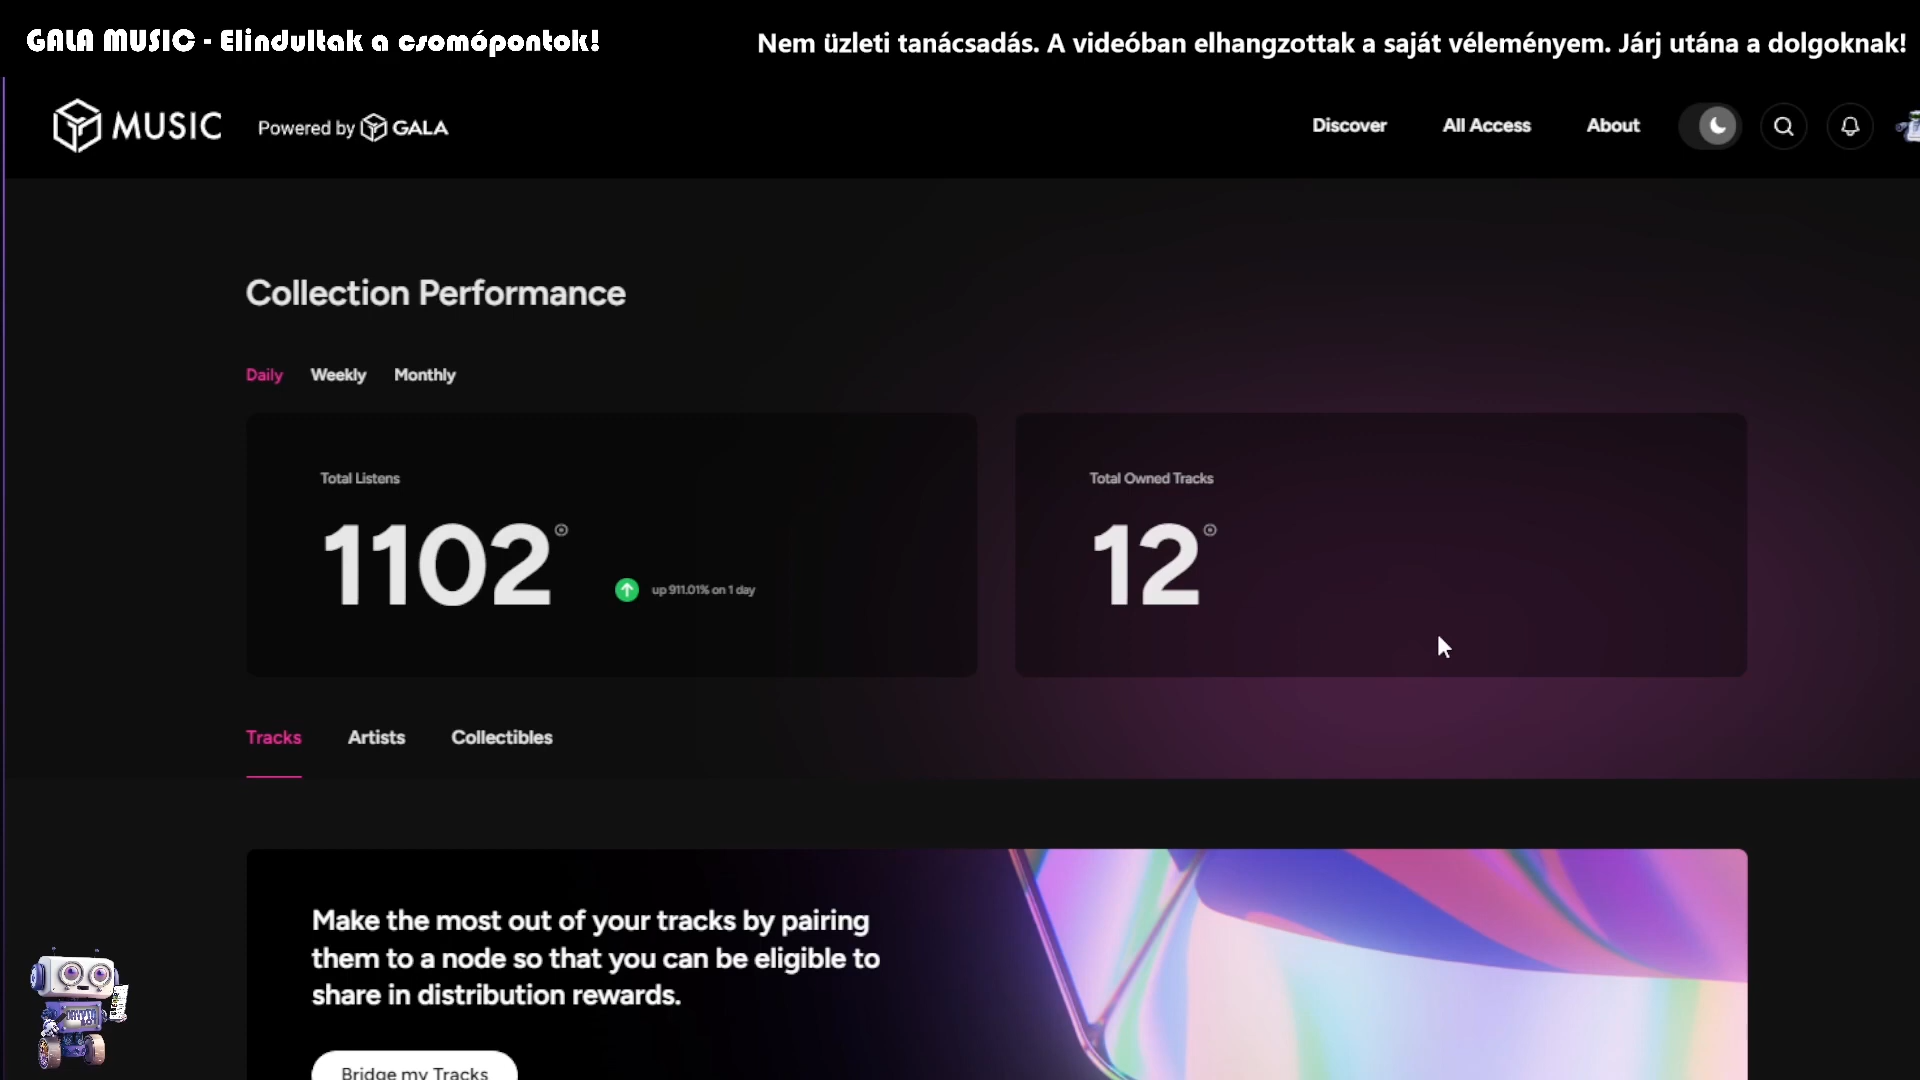 GALA MUSIC - Elindultak a csomópontok!
Nem üzleti tanácsadás. A videóban elhangzottak a saját véleményem. Járj utána a dolgoknak!
MUSIC
Powered by GALA
Discover
All Access
About
Collection Performance
Daily
Weekly
Monthly
Total Listens
1102
up 911.01% on 1 day
Total Owned Tracks
12
Tracks
Artists
Collectibles
Make the most out of your tracks by pairing
them to a node so that you can be eligible to
share in distribution rewards.
Bridge my Tracks